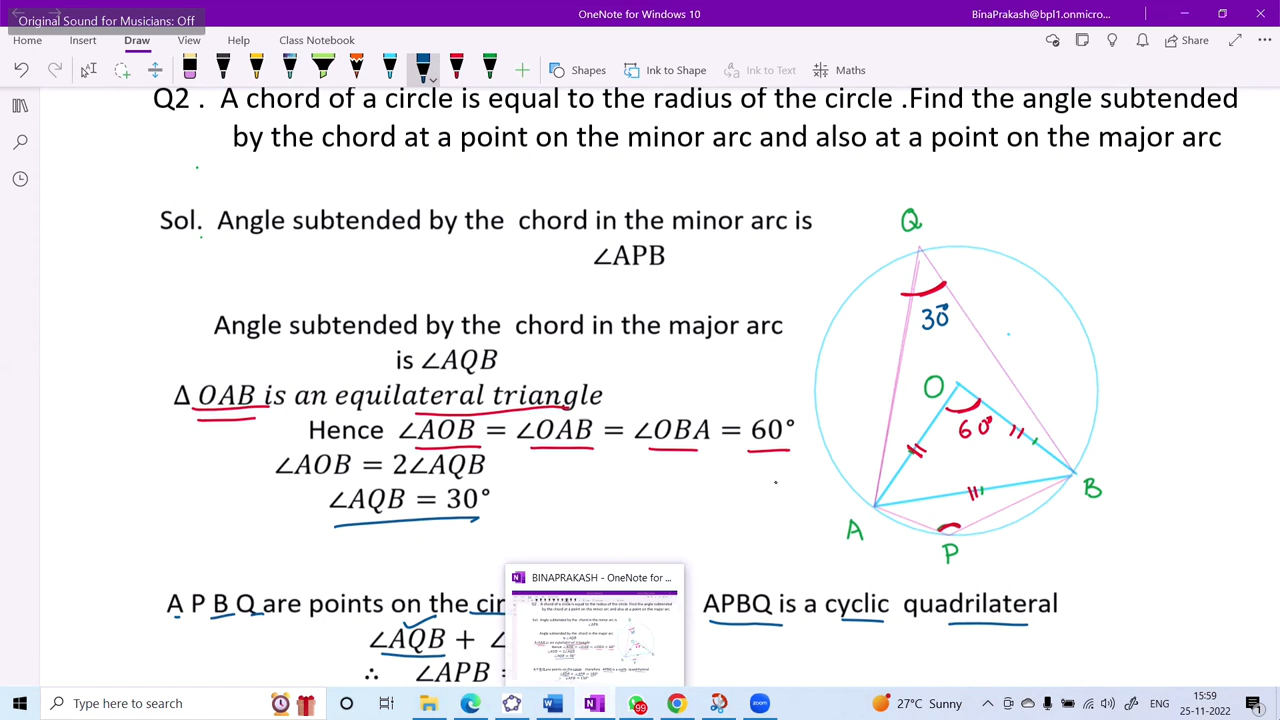 Original Sound for Musicians: Off
OneNote for Windows 10
BinaPrakash@bpl1.onmicro...
Home Insert Draw View Help Class Notebook
Share
Shapes Ink to Shape Ink to Text Maths
Q2 . A chord of a circle is equal to the radius of the circle .Find the angle subtended
by the chord at a point on the minor arc and also at a point on the major arc
Sol. Angle subtended by the chord in the minor arc is
∠APB
Angle subtended by the chord in the major arc
is ∠AQB
Δ OAB is an equilateral triangle
Hence ∠AOB = ∠OAB = ∠OBA = 60°
∠AOB = 2∠AQB
∠AQB = 30°
Q
30°
O
60°
A
B
P
BINAPRAKASH - OneNote for ...
A P B Q are points on the cir
APBQ is a cyclic quadrilateral
∠AQB + ∠
∴ ∠APB =
Type here to search
99
zoom
27°C Sunny
ENG
15:59
25-11-2022
1